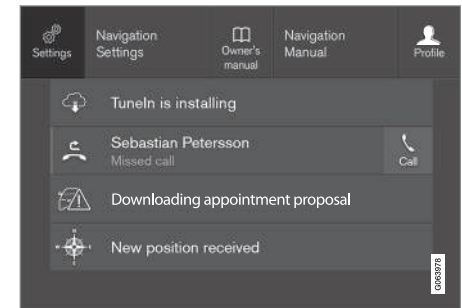 Settings
Navigation
Settings
Owner's
manual
Navigation
Manual
Profile
TuneIn is installing
Sebastian Petersson
Missed call
Call
Downloading appointment proposal
New position received
G063978